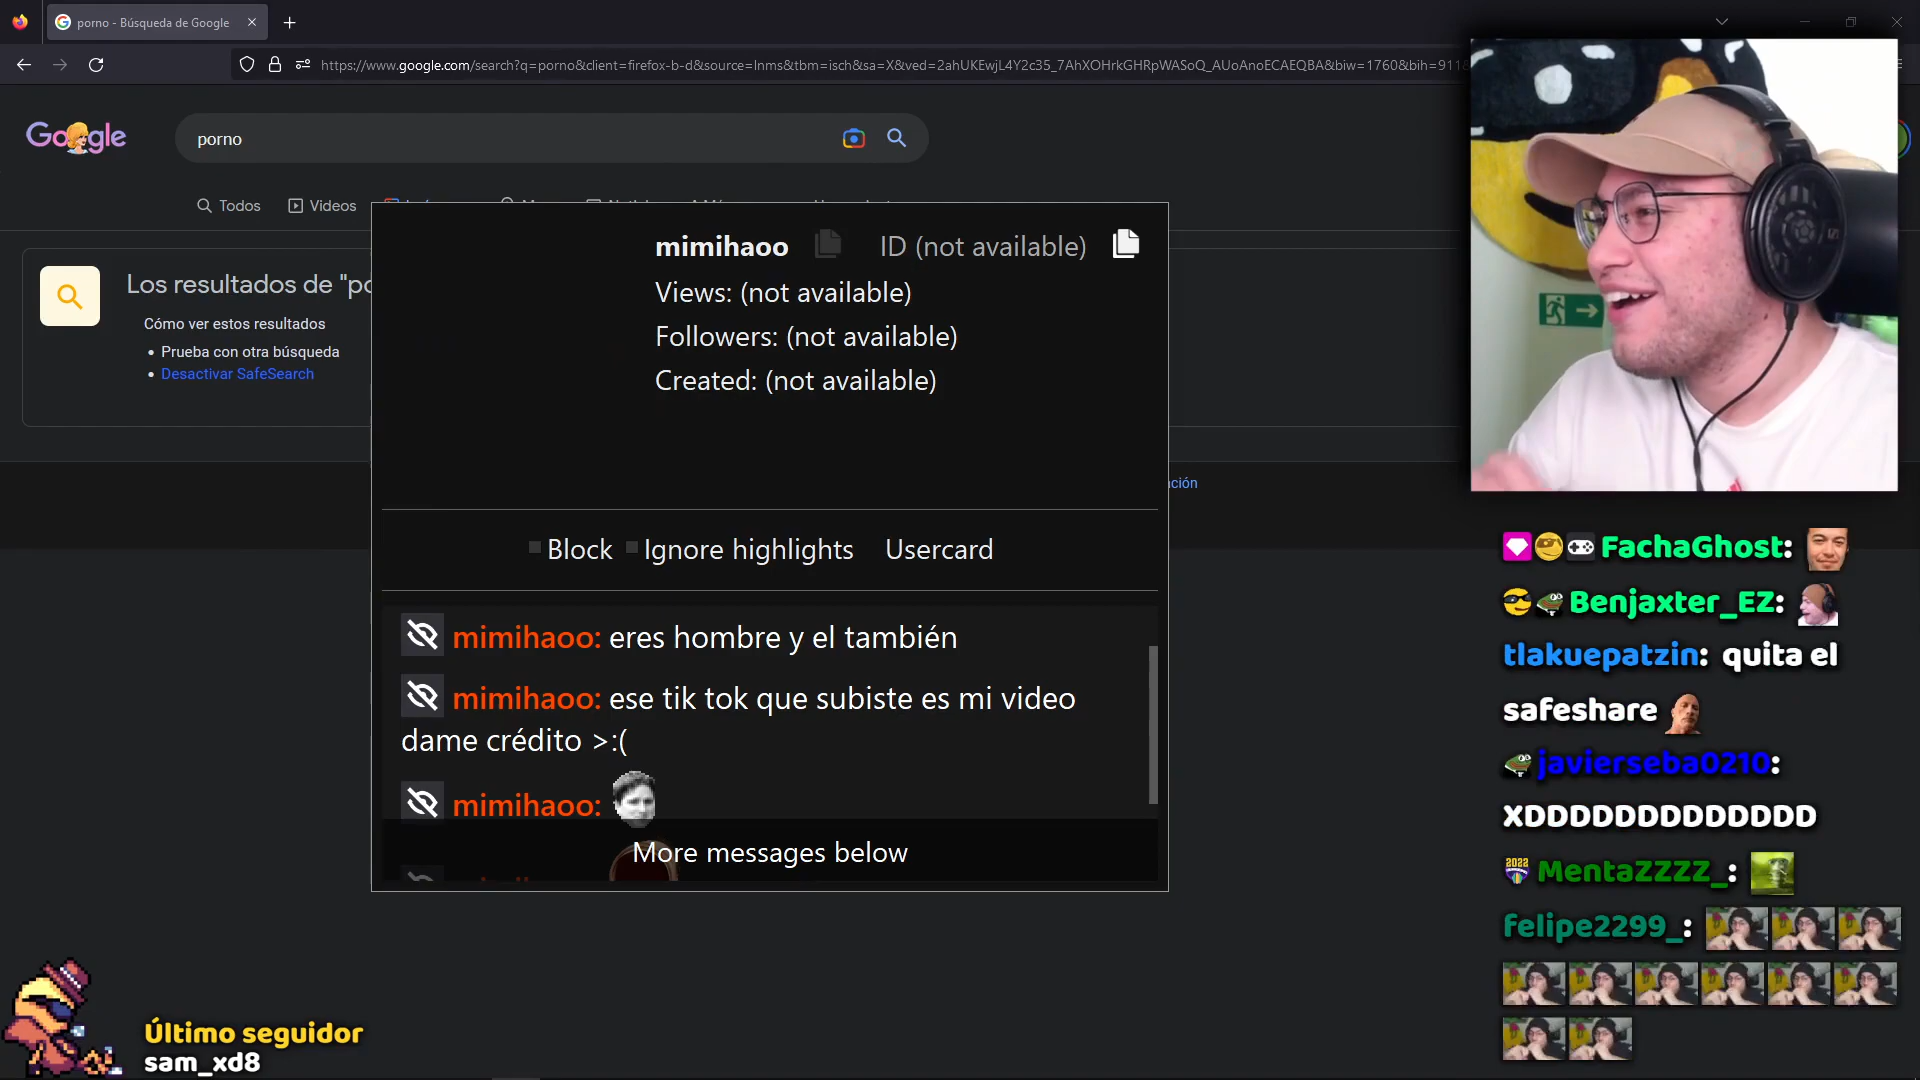 porno - Búsqueda de Google
https://www.google.com/search?q=porno&client=firefox-b-d&source=lnms&tbm=isch&sa=X&ved=2ahUKEwjL4Y2c35_7AhXOHrkGHRpWASoQ_AUoAnoECAEQBA&biw=1760&bih=911&
Google
porno
Todos
Videos
Los resultados de "po
Cómo ver estos resultados
• Prueba con otra búsqueda
• Desactivar SafeSearch
ción
mimihaoo ID (not available)
Views: (not available)
Followers: (not available)
Created: (not available)
Block Ignore highlights Usercard
mimihaoo: eres hombre y el también
mimihaoo: ese tik tok que subiste es mi video
dame crédito >:(
mimihaoo:
More messages below
FachaGhost:
Benjaxter_EZ:
tlakuepatzin: quita el
safeshare
javierseba0210:
XDDDDDDDDDDDDD
2022 MentaZZZZ_:
felipe2299_:
Último seguidor
sam_xd8